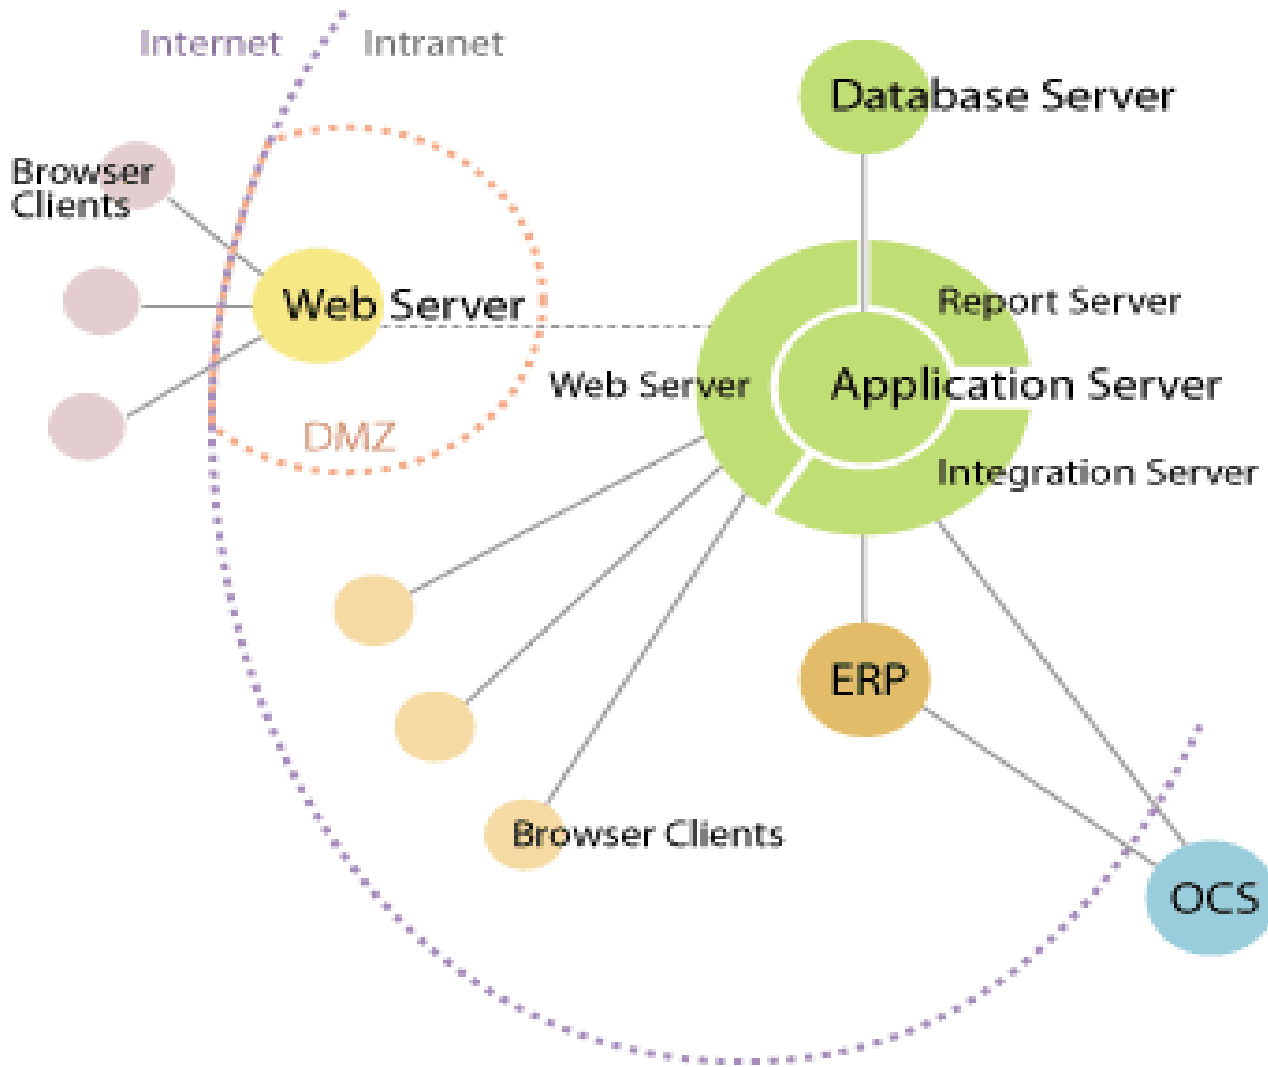 Internet
Intranet
Database Server
Browser
Clients
Web Server
Report Server
Web Server
Application Server
DMZ
Integration Server
ERP
Browser Clients
OCS